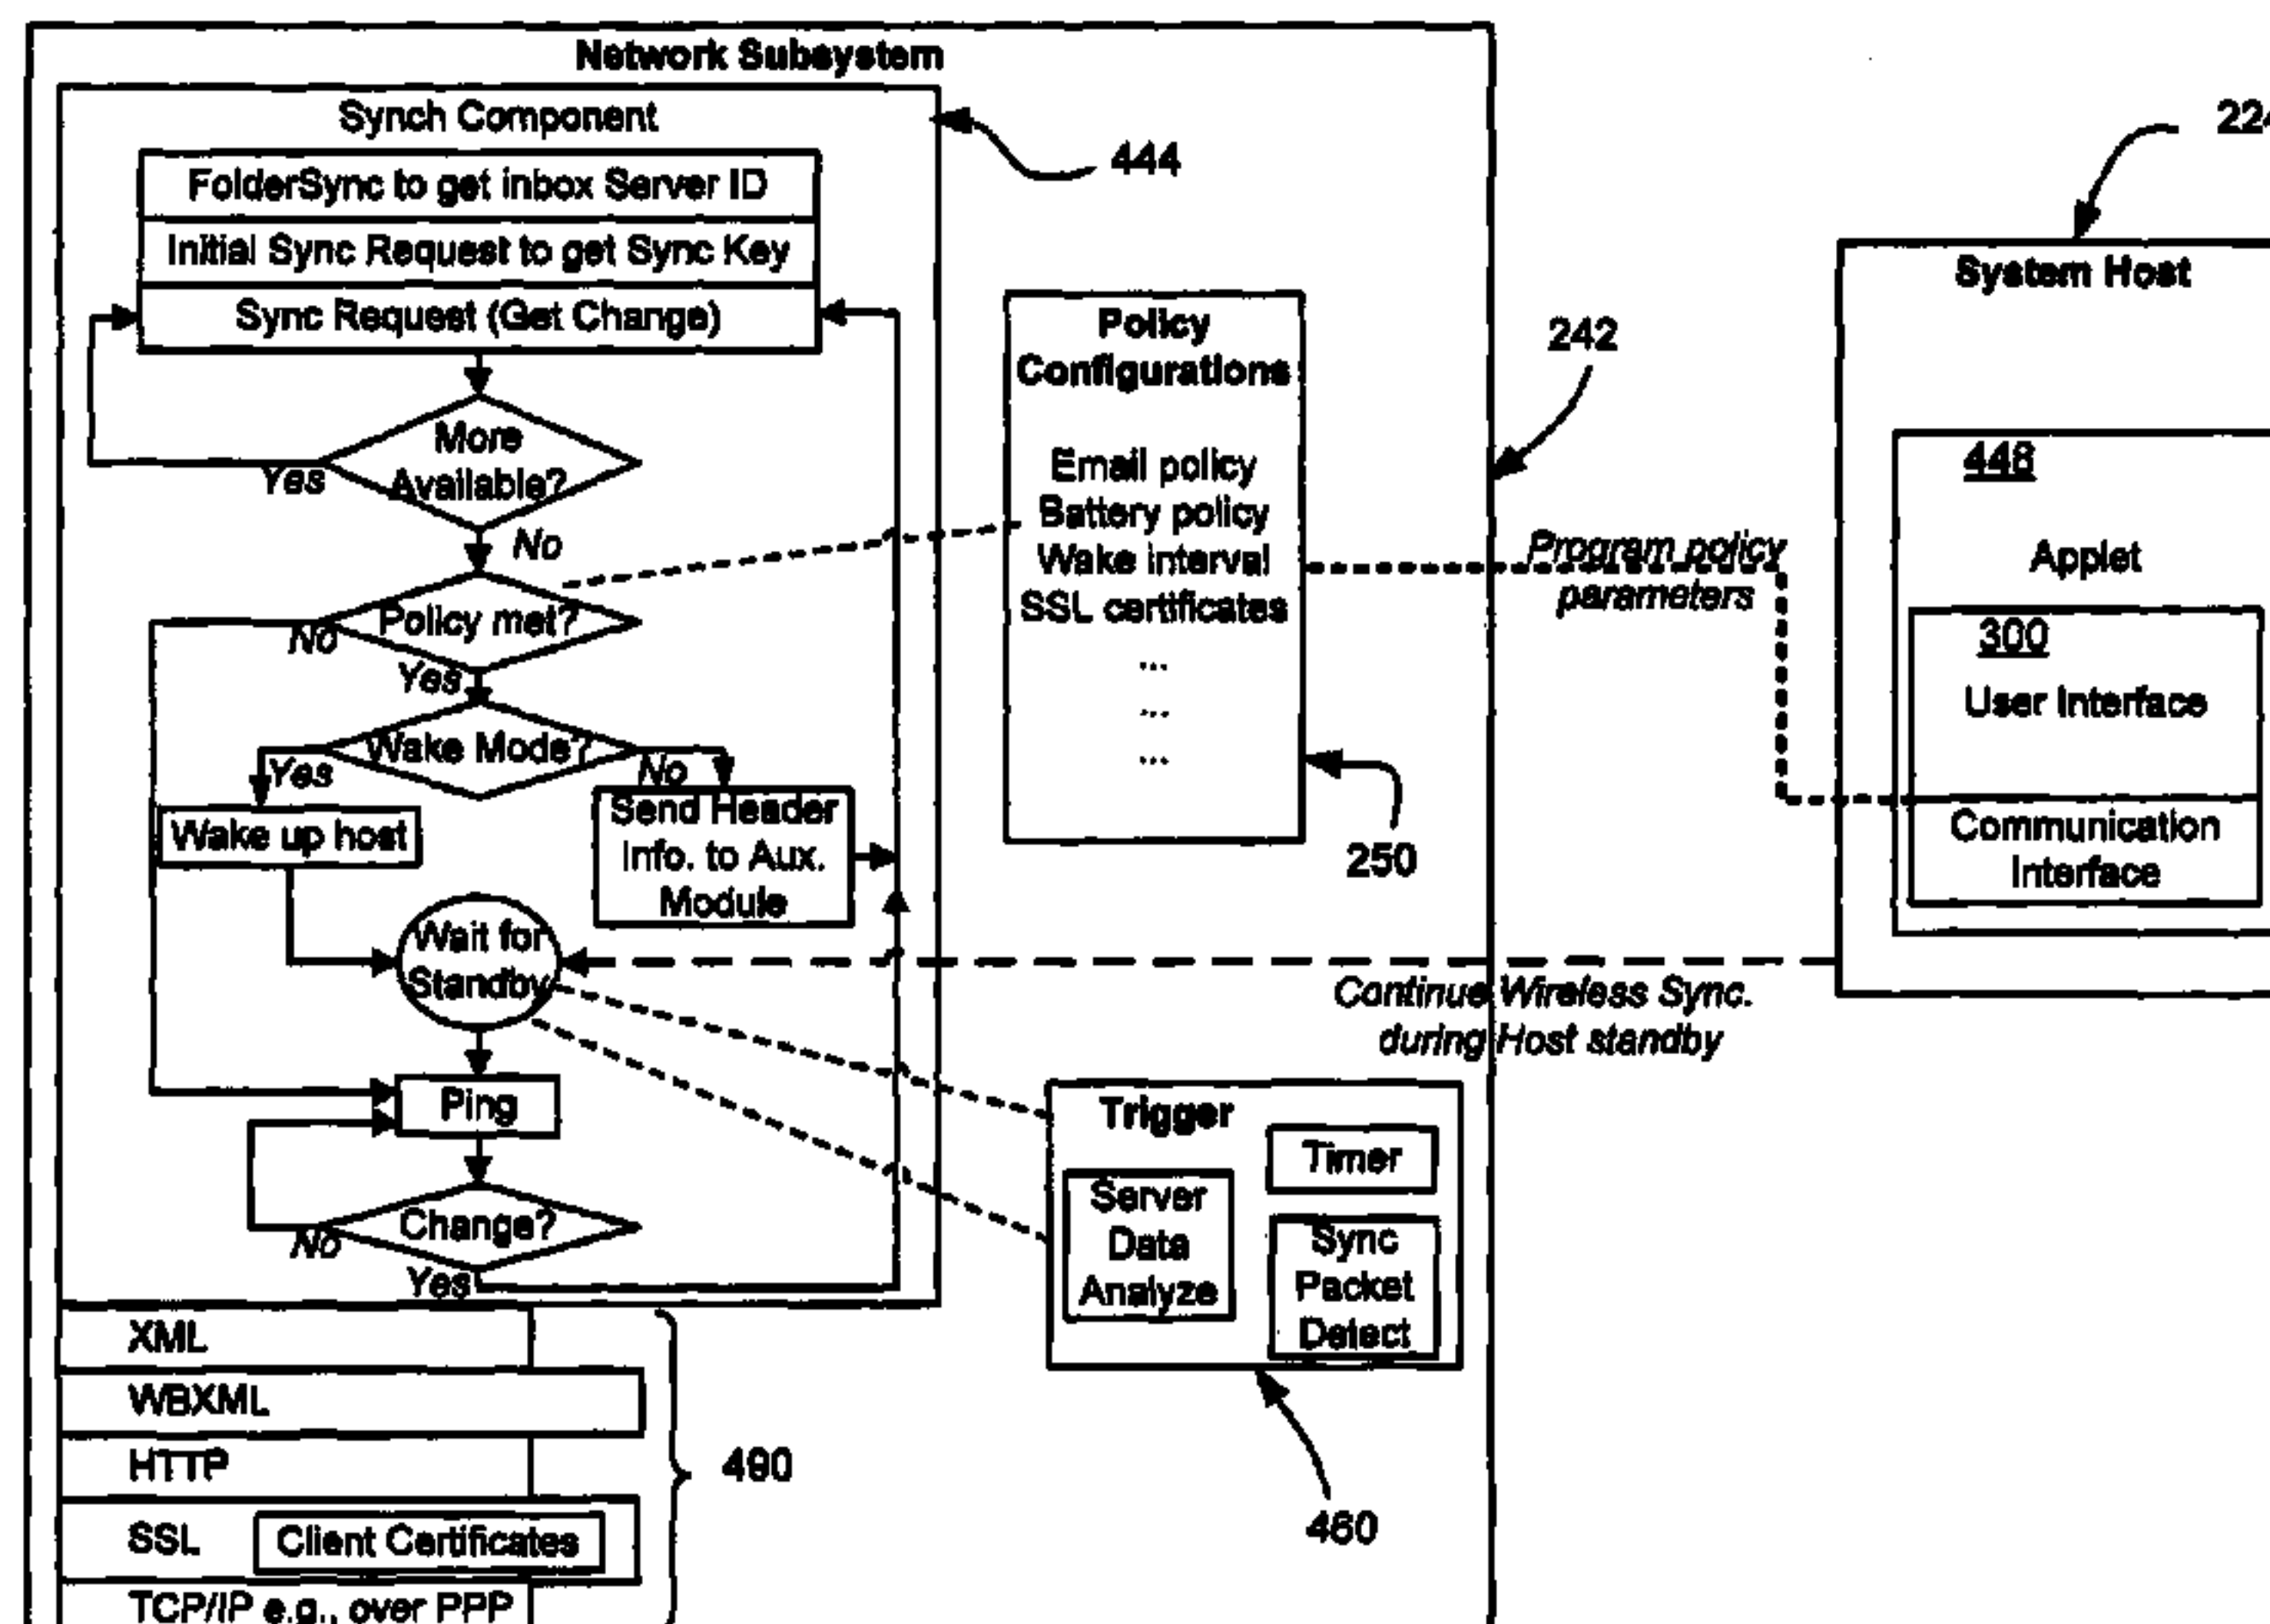 Network Subsystem
Synch Component
444
FolderSync to get inbox Server ID
Initial Sync Request to get Sync Key
Sync Request (Get Change)
More
Available?
Yes
No
Policy met?
No
Yes
Wake Mode?
Yes
No
Wake up host
Send Header
Info. to Aux.
Module
Wait for
Standby
Ping
Change?
No
Yes
XML
WBXML
HTTP
SSL
Client Certificates
TCP/IP e.g., over PPP
490
Policy
Configurations
Email policy
Battery policy
Wake interval
SSL certificates
...
...
...
250
242
Program policy
parameters
Continue Wireless Sync.
during Host standby
Trigger
Timer
Server
Data
Analyze
Sync
Packet
Detect
460
224
System Host
448
Applet
300
User Interface
Communication
Interface